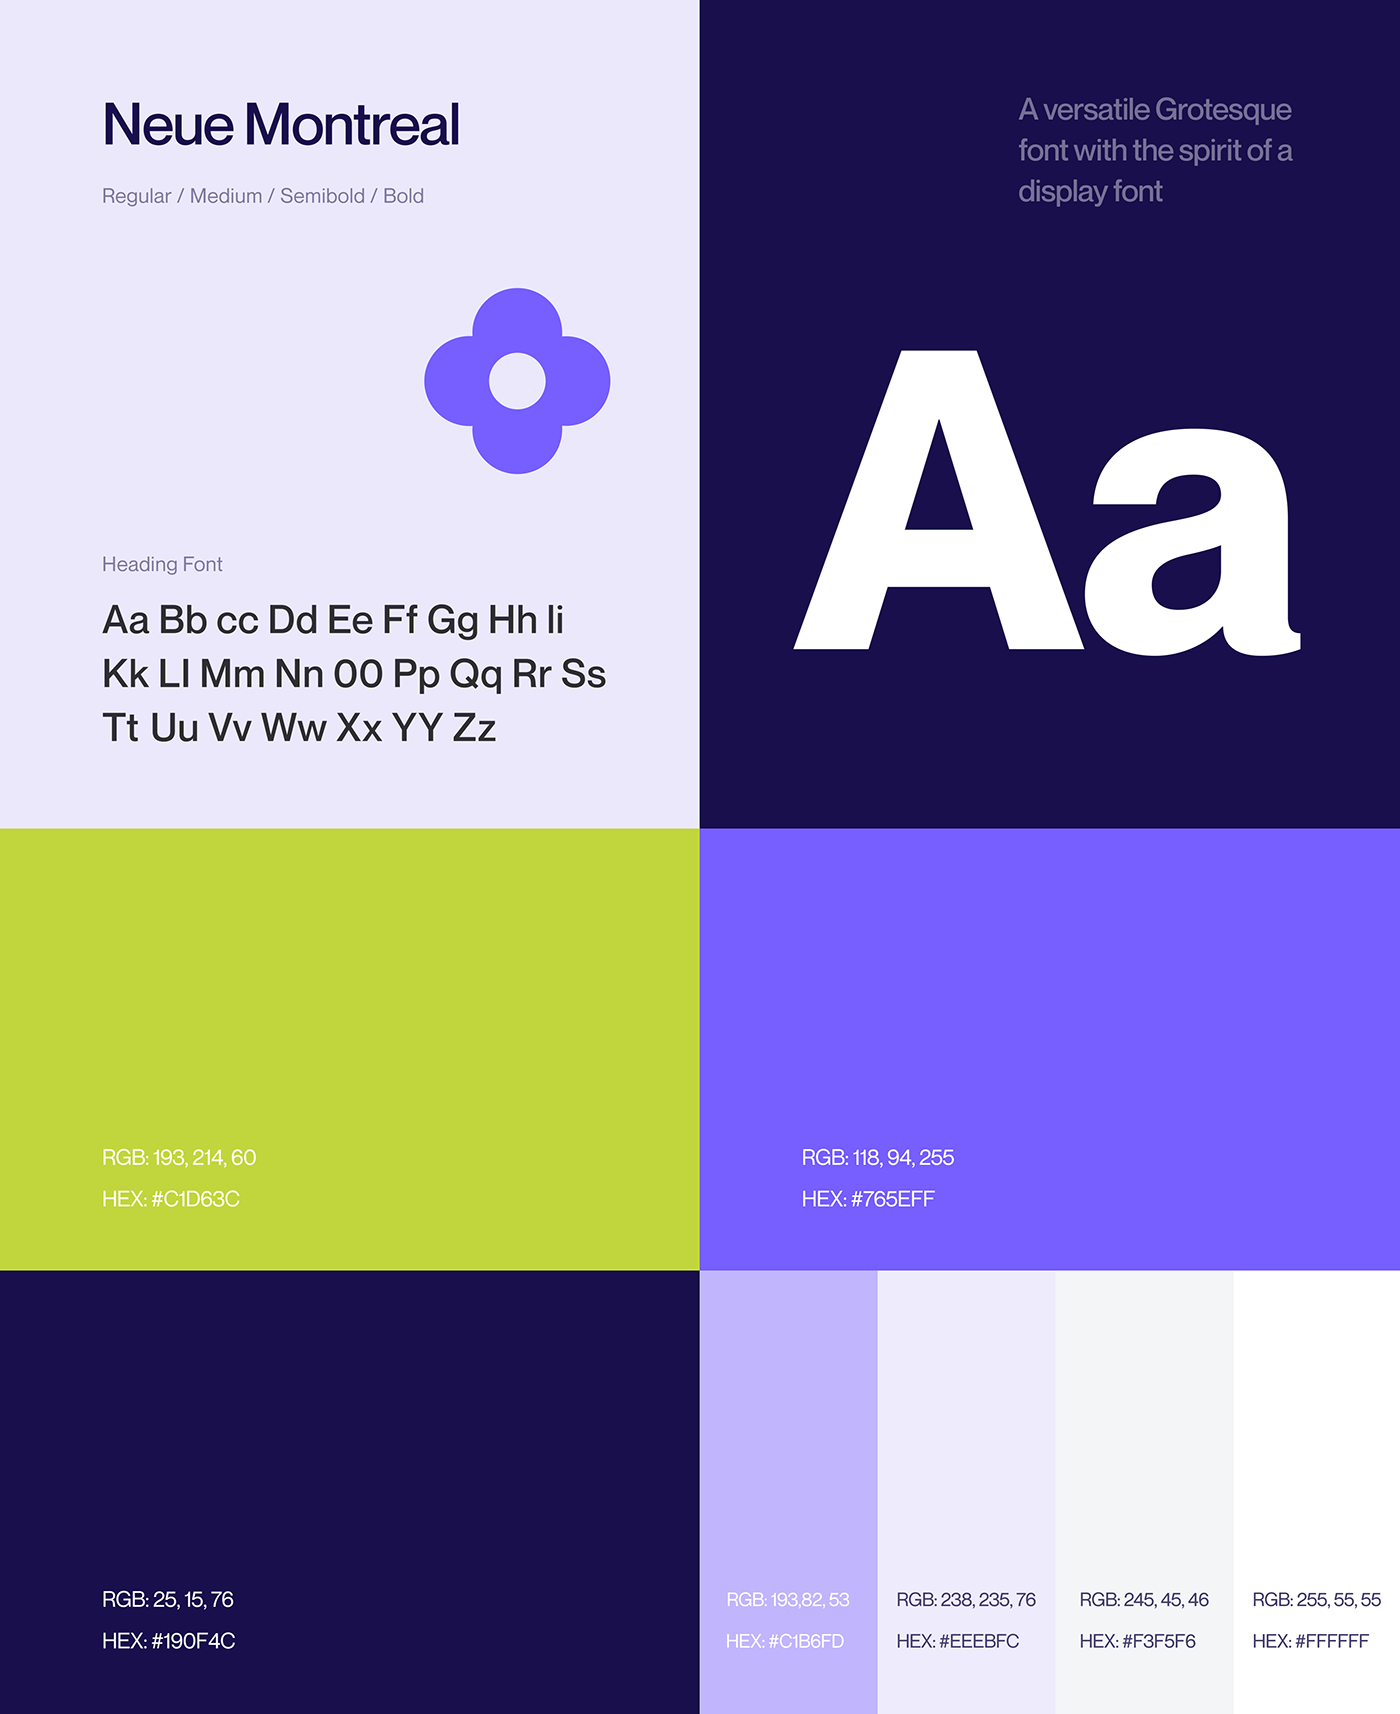 Neue Montreal
Regular / Medium / Semibold / Bold
A versatile Grotesque
font with the spirit of a
display font
Aa
Heading Font
Aa Bb cc Dd Ee Ff Gg Hh Ii
Kk LI Mm Nn 00 Pp Qq Rr Ss
Tt Uu Vv Ww Xx YY Zz
RGB: 193, 214, 60
HEX: #C1D63C
RGB: 118, 94, 255
HEX: #765EFF
RGB: 25, 15, 76
HEX: #190F4C
RGB: 193,82, 53
HEX: #C1B6FD
RGB: 238, 235, 76
HEX: #EEEBFC
RGB: 245, 45, 46
HEX: #F3F5F6
RGB: 255, 55, 55
HEX: #FFFFFF